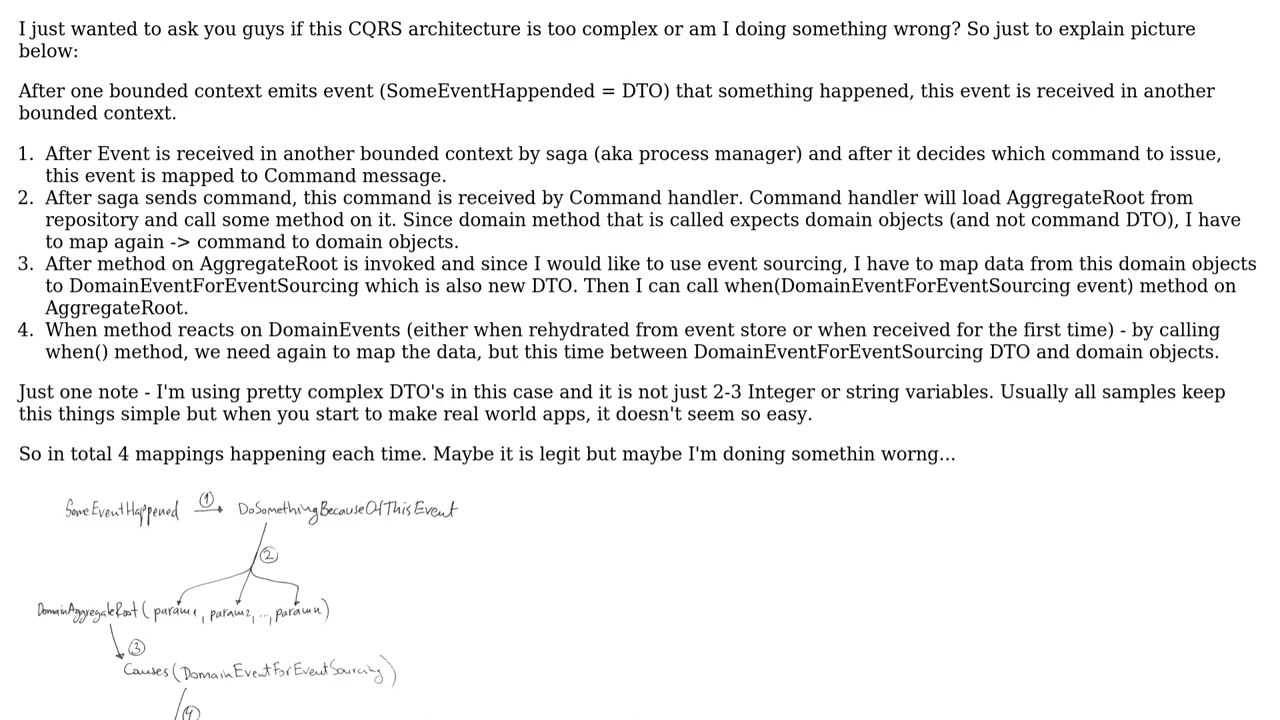 I just wanted to ask you guys if this CQRS architecture is too complex or am I doing something wrong? So just to explain picture
below:
After one bounded context emits event (SomeEventHappended = DTO) that something happened, this event is received in another
bounded context.
1. After Event is received in another bounded context by saga (aka process manager) and after it decides which command to issue,
this event is mapped to Command message.
2. After saga sends command, this command is received by Command handler. Command handler will load AggregateRoot from
repository and call some method on it. Since domain method that is called expects domain objects (and not command DTO), I have
to map again -> command to domain objects.
3. After method on AggregateRoot is invoked and since I would like to use event sourcing, I have to map data from this domain objects
to DomainEventForEventSourcing which is also new DTO. Then I can call when(DomainEventForEventSourcing event) method on
AggregateRoot.
4. When method reacts on DomainEvents (either when rehydrated from event store or when received for the first time) - by calling
when() method, we need again to map the data, but this time between DomainEventForEventSourcing DTO and domain objects.
Just one note - I'm using pretty complex DTO's in this case and it is not just 2-3 Integer or string variables. Usually all samples keep
this things simple but when you start to make real world apps, it doesn't seem so easy.
So in total 4 mappings happening each time. Maybe it is legit but maybe I'm doning somethin worng...
SomeEventHappened 1 DoSomethingBecauseOfThisEvent
2
DomainAggregateRoot (param1, param2, ..., paramn)
3
Causes (DomainEventForEventSourcing)
4